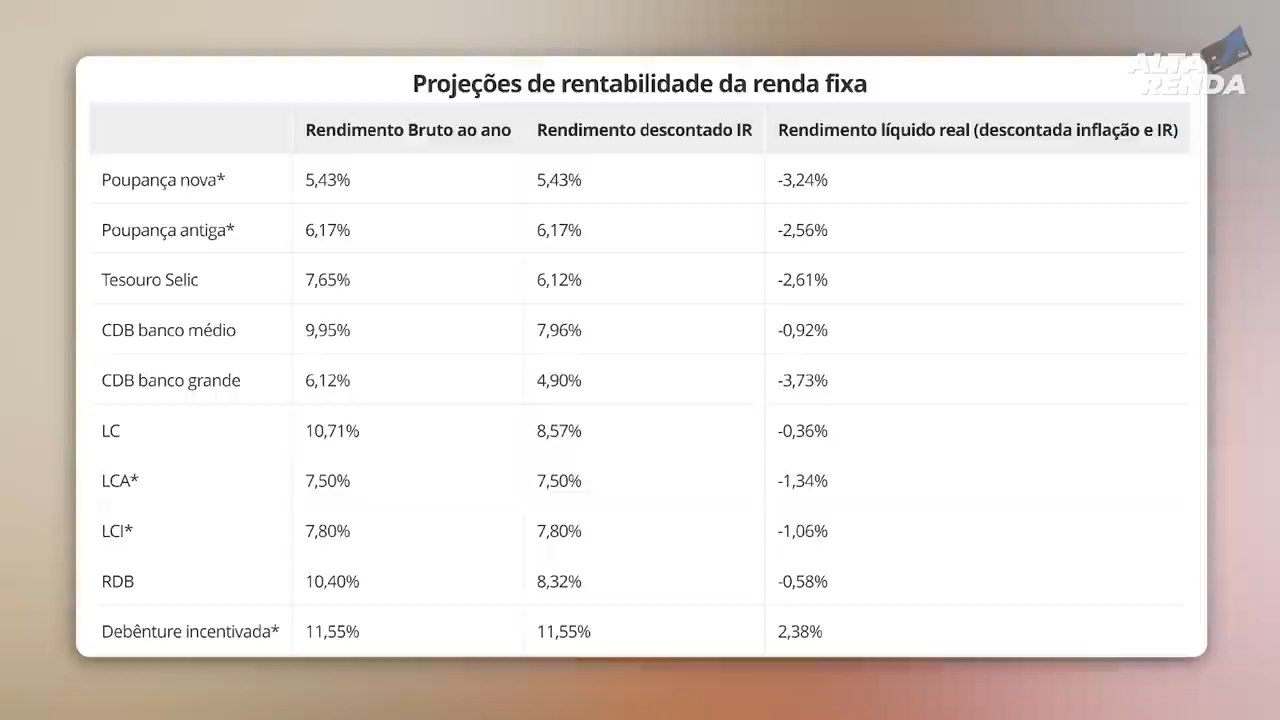 ALTA
RENDA
Projeções de rentabilidade da renda fixa
Rendimento Bruto ao ano Rendimento descontado IR Rendimento líquido real (descontada inflação e IR)
Poupança nova* 5,43% 5,43% -3,24%
Poupança antiga* 6,17% 6,17% -2,56%
Tesouro Selic 7,65% 6,12% -2,61%
CDB banco médio 9,95% 7,96% -0,92%
CDB banco grande 6,12% 4,90% -3,73%
LC 10,71% 8,57% -0,36%
LCA* 7,50% 7,50% -1,34%
LCI* 7,80% 7,80% -1,06%
RDB 10,40% 8,32% -0,58%
Debênture incentivada* 11,55% 11,55% 2,38%